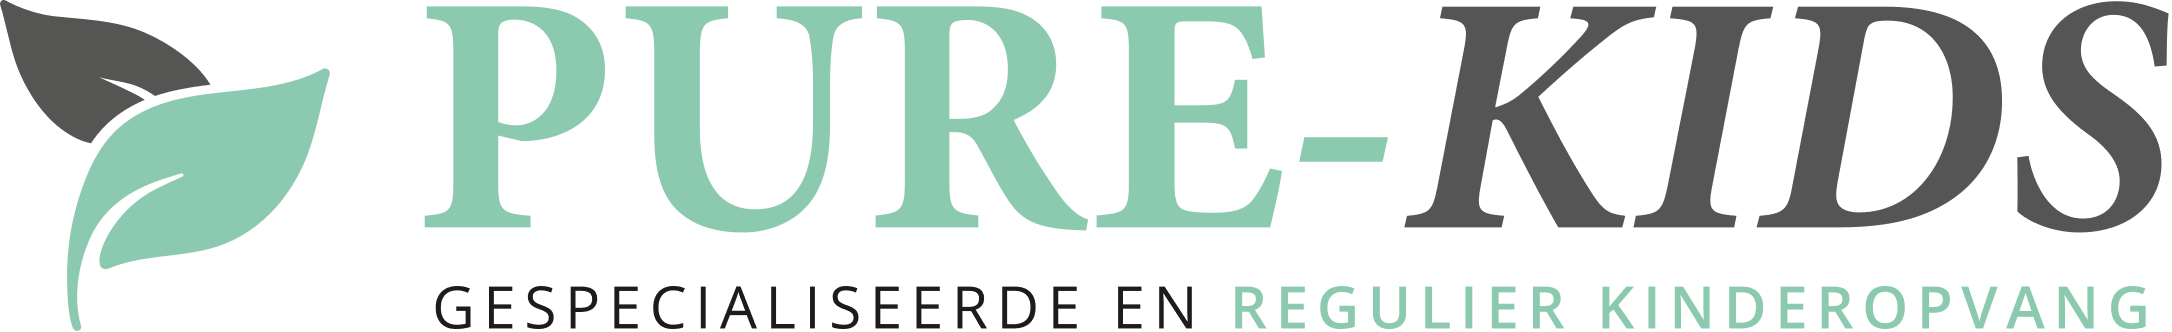 PURE-KIDS
GESPECIALISEERDE EN REGULIER KINDEROPVANG